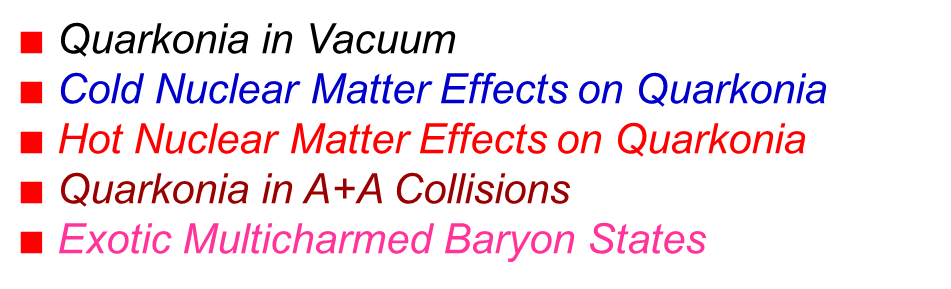 Quarkonia in Vacuum
Cold Nuclear Matter Effects on Quarkonia
Hot Nuclear Matter Effects on Quarkonia
Quarkonia in A+A Collisions
Exotic Multicharmed Baryon States